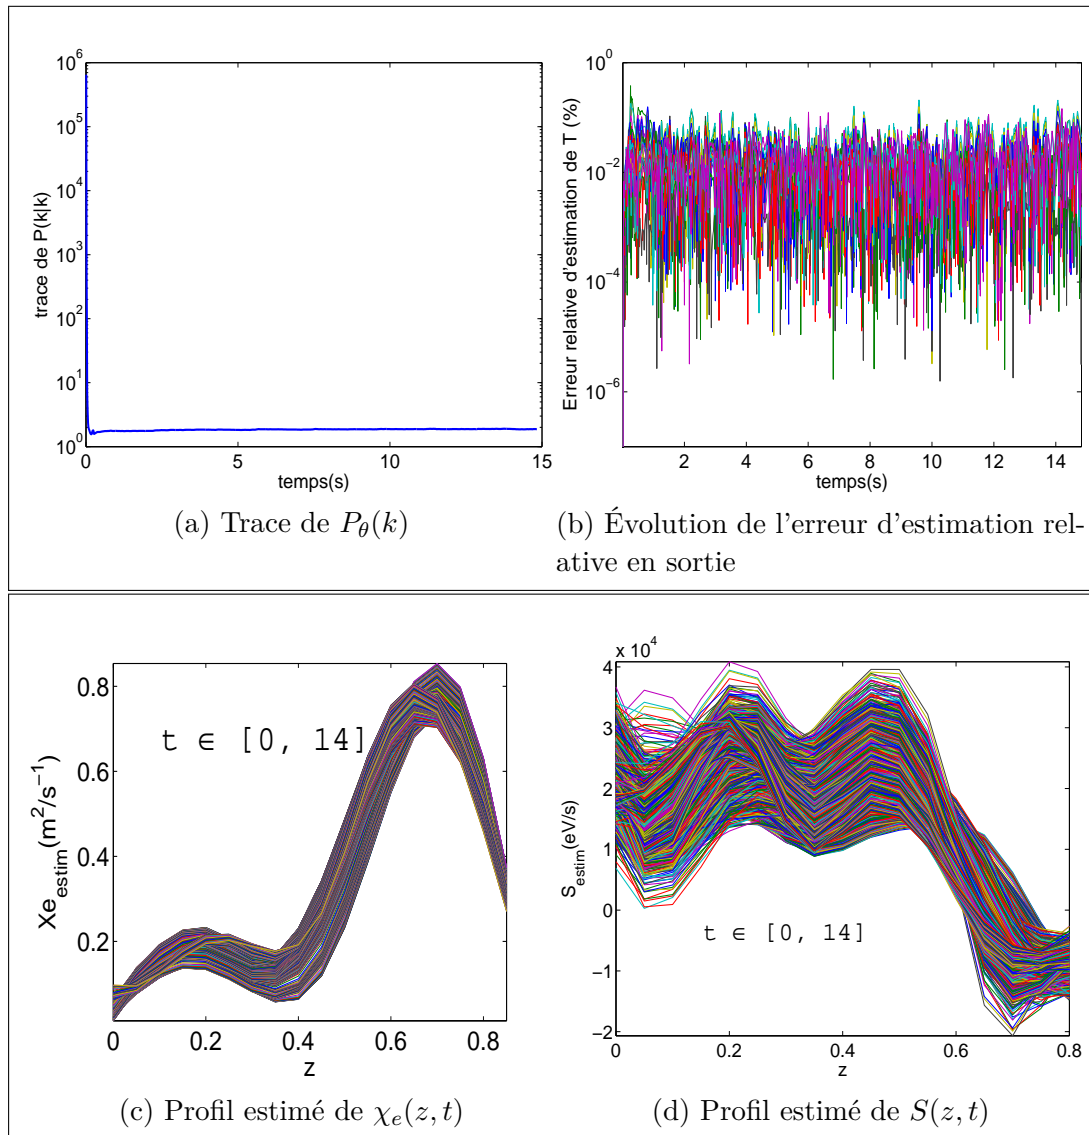 10^6
10^5
10^4
10^3
10^2
10^1
10^0
trace de P(k|k)
0 5 10 15
temps(s)
(a) Trace de P_θ(k)
10^0
10^−2
10^−4
10^−6
Erreur relative d'estimation de T (%)
2 4 6 8 10 12 14
temps(s)
(b) Évolution de l'erreur d'estimation rel-
ative en sortie
0.8
0.6
0.4
0.2
Xe_estim(m^2/s^−1)
t ∈ [0, 14]
0 0.2 0.4 0.6 0.8
z
(c) Profil estimé de χ_e(z, t)
x 10^4
4
3
2
1
0
−1
−2
S_estim(eV/s)
t ∈ [0, 14]
0 0.2 0.4 0.6 0.8
z
(d) Profil estimé de S(z, t)